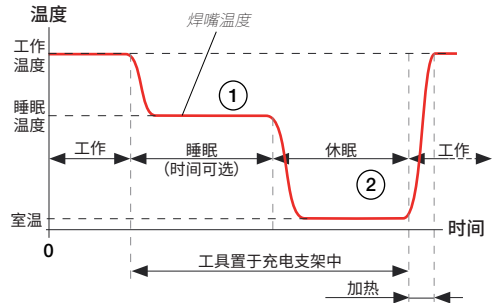 温度
焊嘴温度
工作
温度
1
睡眠
温度
工作
睡眠
(时间可选)
休眠
工作
2
室温
时间
0
工具置于充电支架中
加热